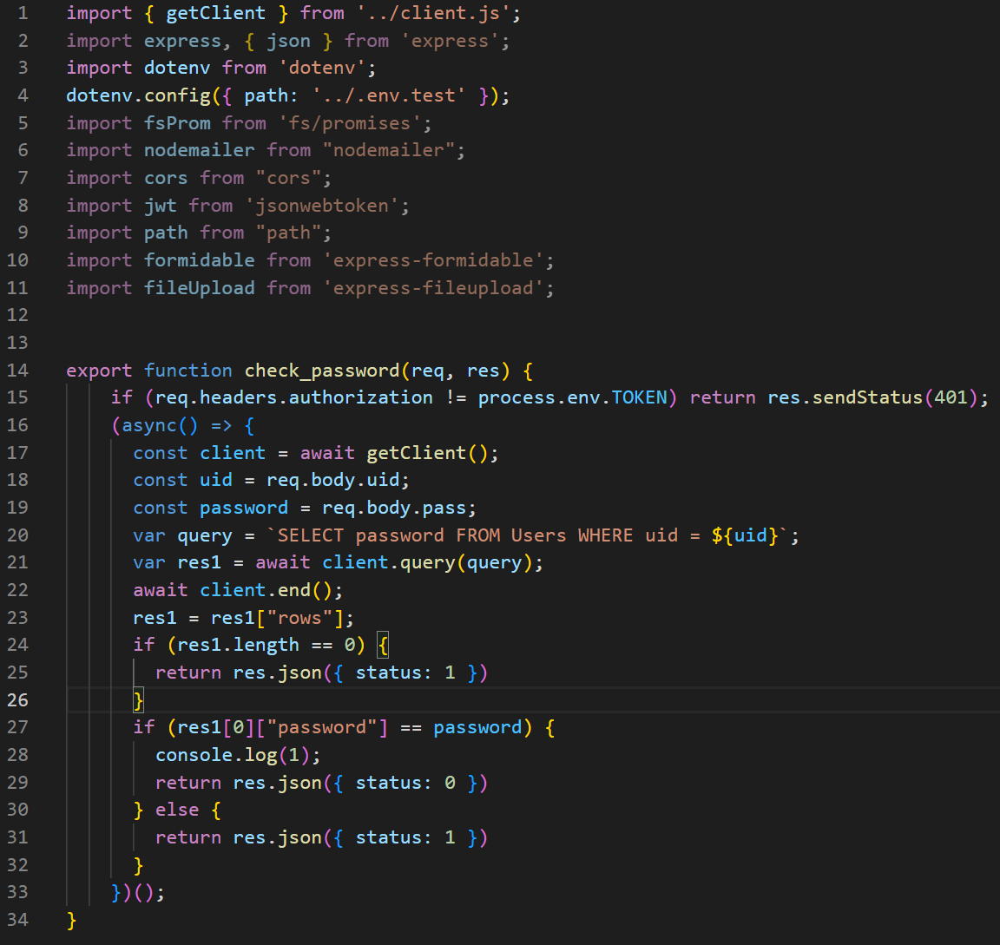 1 import { getClient } from '../client.js';
2 import express, { json } from 'express';
3 import dotenv from 'dotenv';
4 dotenv.config({ path: '../.env.test' });
5 import fsProm from 'fs/promises';
6 import nodemailer from "nodemailer";
7 import cors from "cors";
8 import jwt from 'jsonwebtoken';
9 import path from "path";
10 import formidable from 'express-formidable';
11 import fileUpload from 'express-fileupload';
12
13
14 export function check_password(req, res) {
15     if (req.headers.authorization != process.env.TOKEN) return res.sendStatus(401);
16     (async() => {
17       const client = await getClient();
18       const uid = req.body.uid;
19       const password = req.body.pass;
20       var query = `SELECT password FROM Users WHERE uid = ${uid}`;
21       var res1 = await client.query(query);
22       await client.end();
23       res1 = res1["rows"];
24       if (res1.length == 0) {
25         return res.json({ status: 1 })
26       }
27       if (res1[0]["password"] == password) {
28         console.log(1);
29         return res.json({ status: 0 })
30       } else {
31         return res.json({ status: 1 })
32       }
33     })();
34 }